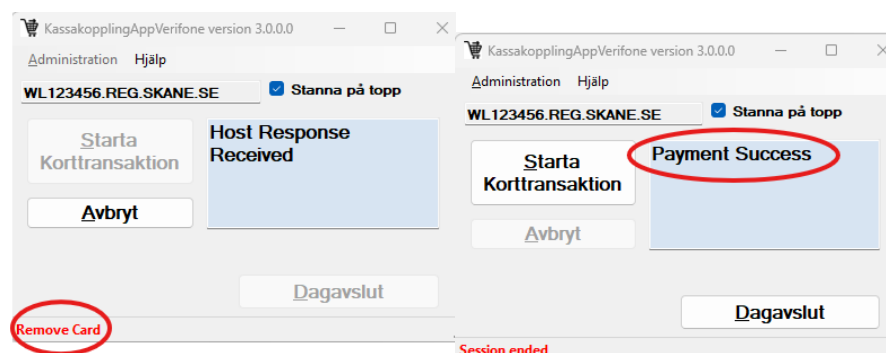 KassakopplingAppVerifone version 3.0.0.0
Administration Hjälp
WL123456.REG.SKANE.SE Stanna på topp
Starta
Korttransaktion
Host Response
Received
Avbryt
Dagavslut
Remove Card
KassakopplingAppVerifone version 3.0.0.0
Administration Hjälp
WL123456.REG.SKANE.SE Stanna på topp
Starta
Korttransaktion
Payment Success
Avbryt
Dagavslut
Session ended